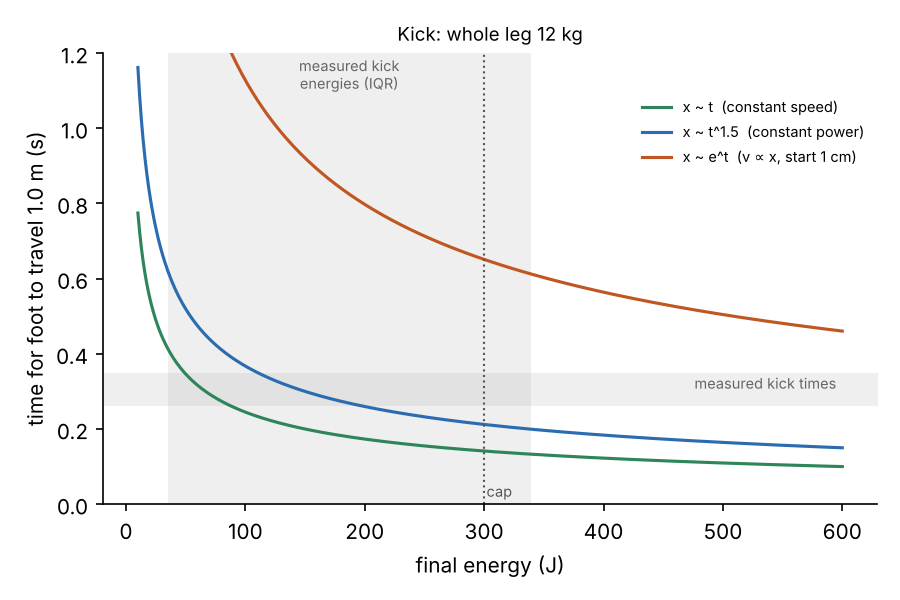 Kick: whole leg 12 kg
measured kick
energies (IQR)
x ~ t  (constant speed)
x ~ t^1.5  (constant power)
x ~ e^t  (v ∝ x, start 1 cm)
measured kick times
cap
time for foot to travel 1.0 m (s)
1.2
1.0
0.8
0.6
0.4
0.2
0.0
0 100 200 300 400 500 600
final energy (J)